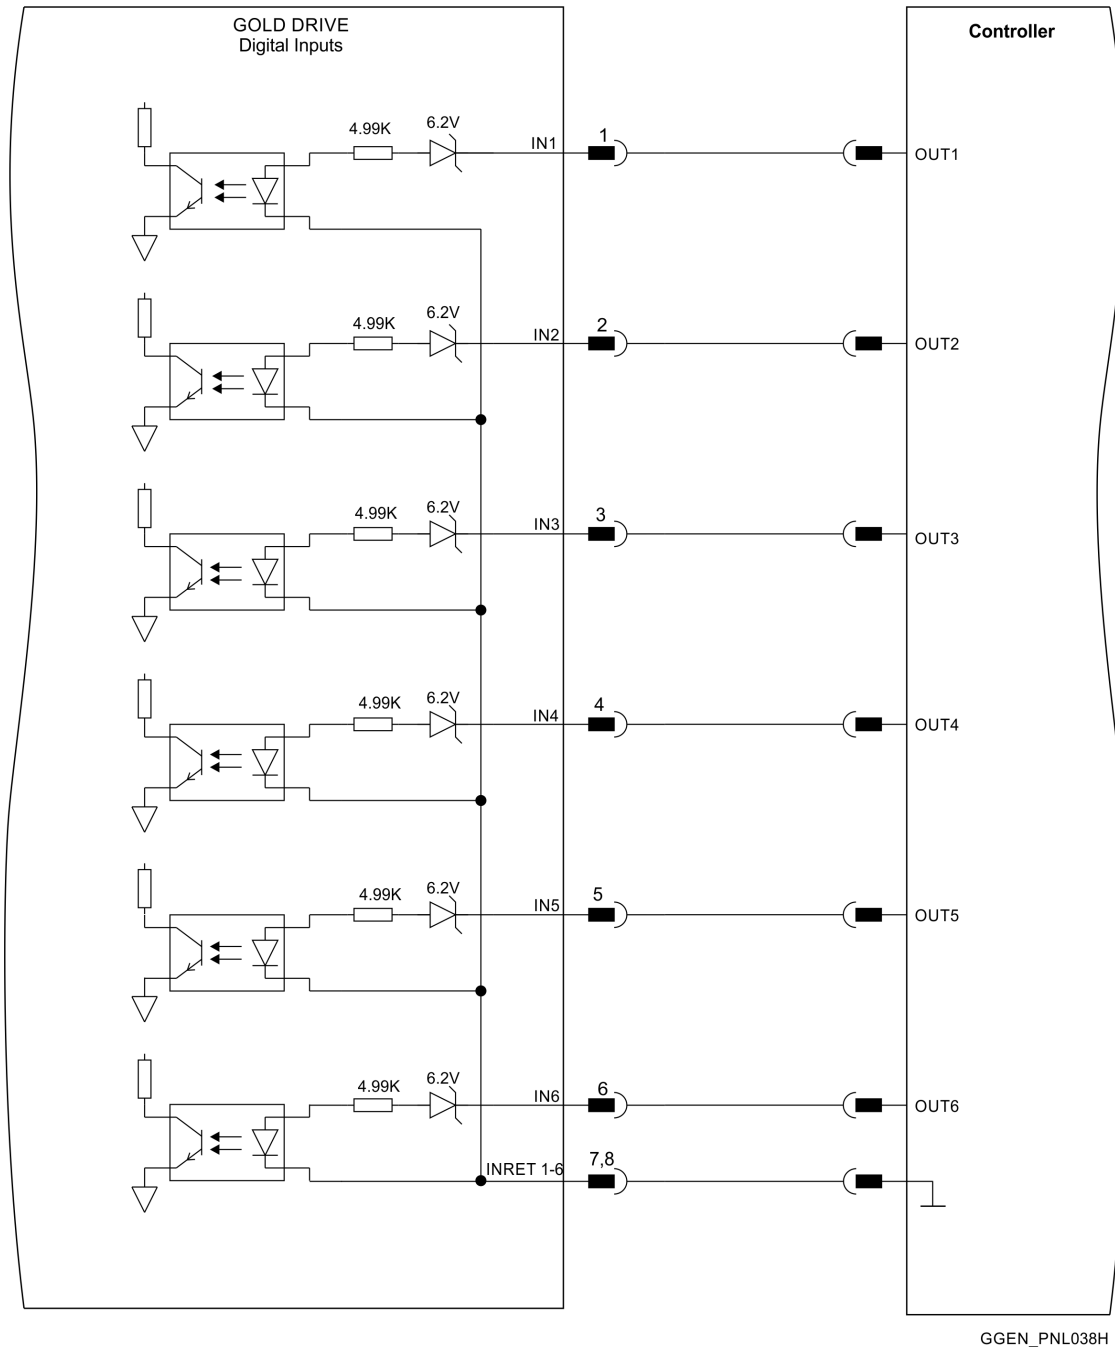 GOLD DRIVE
Digital Inputs
Controller
4.99K
6.2V
IN1
1
OUT1
4.99K
6.2V
IN2
2
OUT2
4.99K
6.2V
IN3
3
OUT3
4.99K
6.2V
IN4
4
OUT4
4.99K
6.2V
IN5
5
OUT5
4.99K
6.2V
IN6
6
OUT6
INRET 1-6
7,8
GGEN_PNL038H